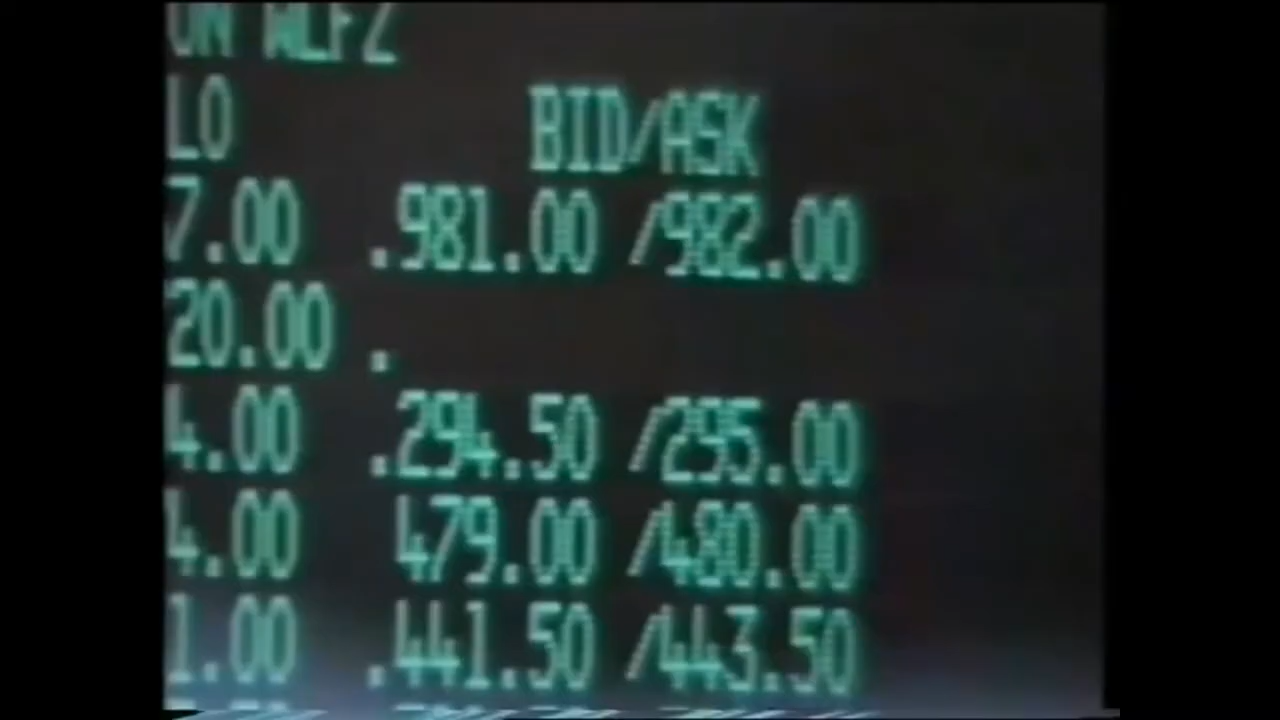 LO BID/ASK
7.00 .981.00 /982.00
20.00 .
4.00 .294.50 /295.00
4.00 479.00 /480.00
1.00 .441.50 /443.50